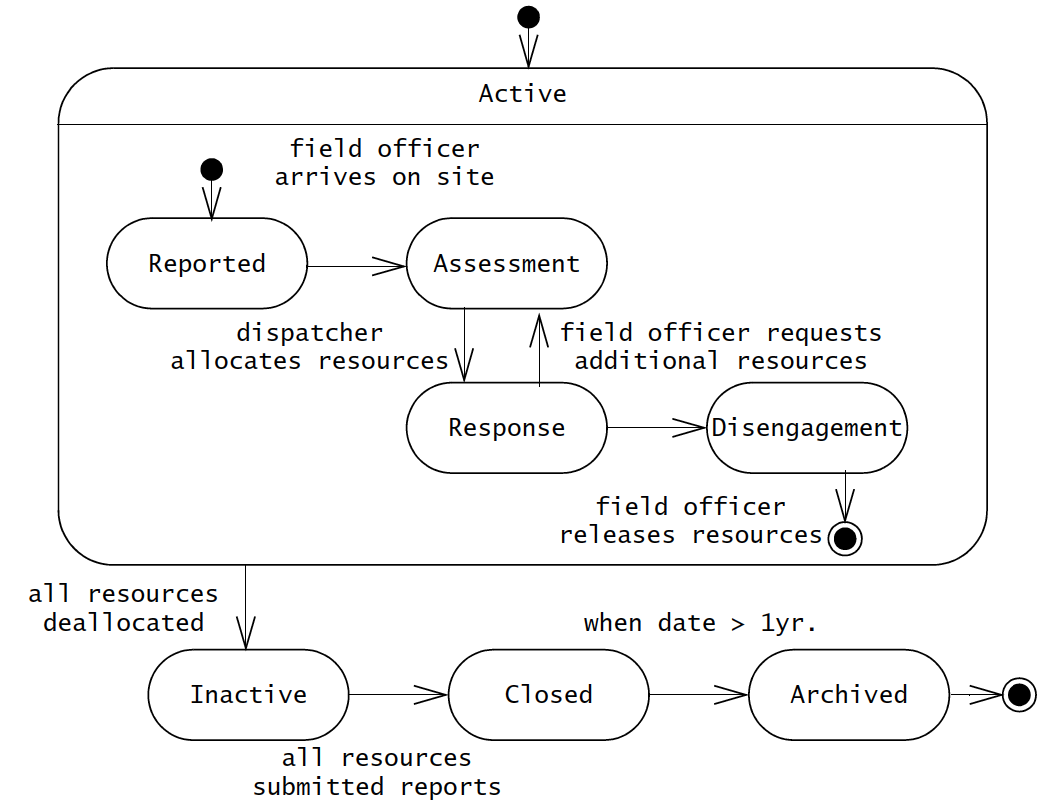 Active
field officer
arrives on site
Reported
Assessment
dispatcher
allocates resources
field officer requests
additional resources
Response
Disengagement
field officer
releases resources
all resources
deallocated
when date > 1yr.
Inactive
Closed
Archived
all resources
submitted reports